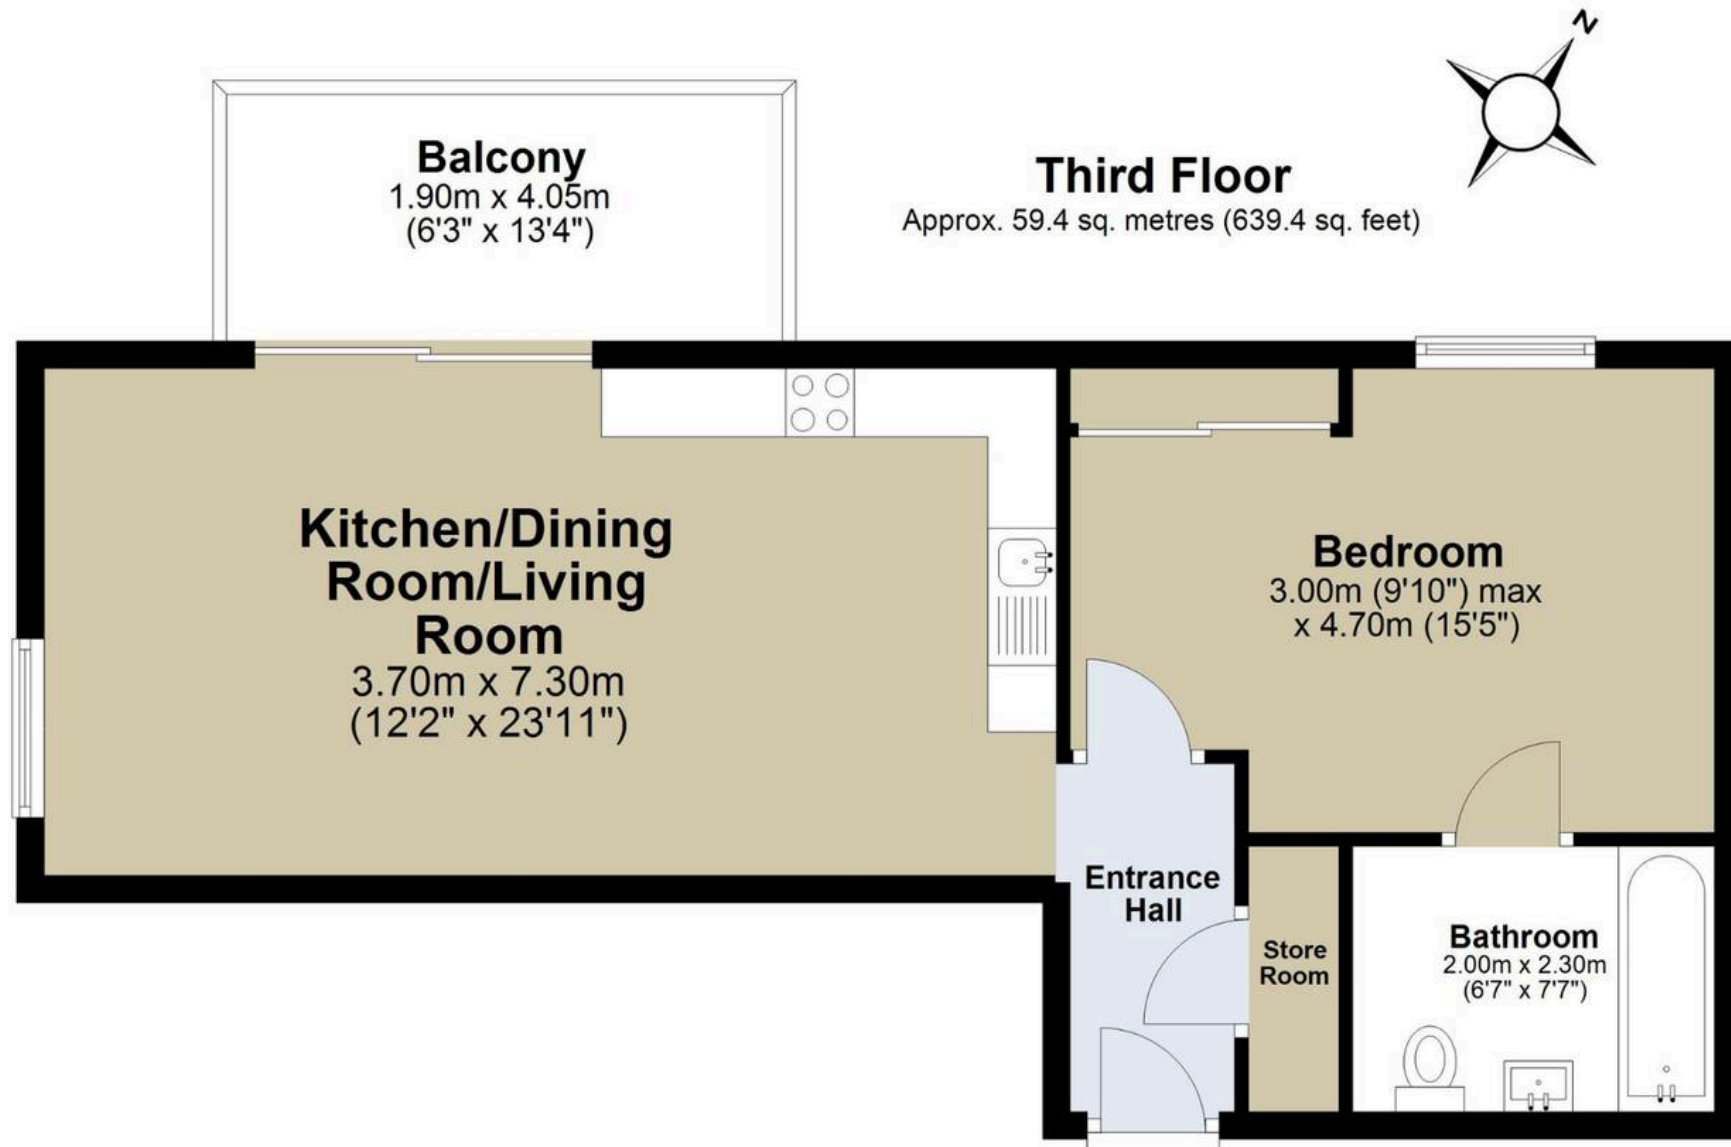 N
Balcony
1.90m x 4.05m
(6'3" x 13'4")
Third Floor
Approx. 59.4 sq. metres (639.4 sq. feet)
Kitchen/Dining
Room/Living
Room
3.70m x 7.30m
(12'2" x 23'11")
Bedroom
3.00m (9'10") max
x 4.70m (15'5")
Entrance
Hall
Store
Room
Bathroom
2.00m x 2.30m
(6'7" x 7'7")